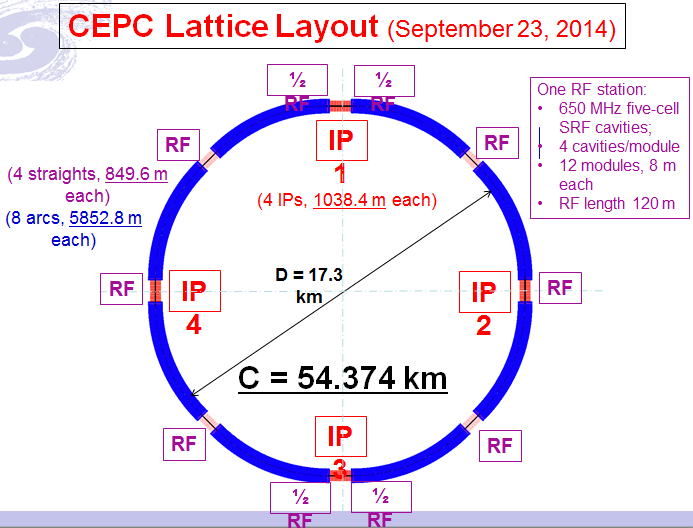 CEPC Lattice Layout (September 23, 2014)
½
RF
½
RF
One RF station:
• 650 MHz five-cell
SRF cavities;
• 4 cavities/module
• 12 modules, 8 m
each
• RF length 120 m
RF
IP
1
RF
(4 straights, 849.6 m
each)
(8 arcs, 5852.8 m
each)
(4 IPs, 1038.4 m each)
D = 17.3
km
RF
IP
4
IP
2
RF
C = 54.374 km
RF
IP
3
RF
½
RF
½
RF